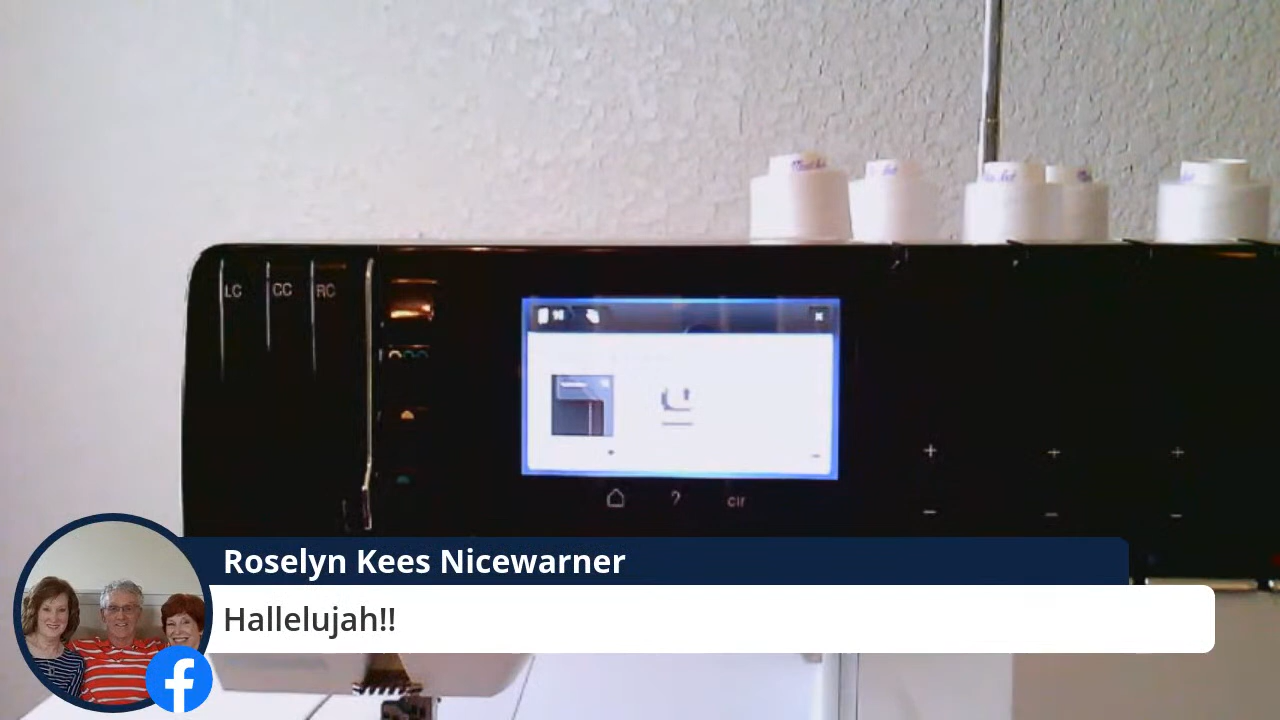 LC CC RC
? clr
+ + +
− − −
Roselyn Kees Nicewarner
Hallelujah!!